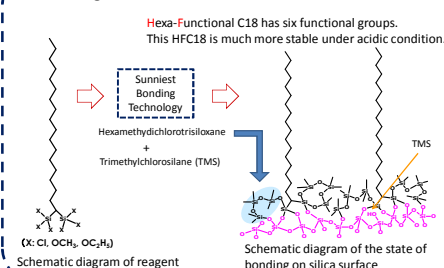 Hexa-Functional C18 has six functional groups.
This HFC18 is much more stable under acidic condition.
Sunniest
Bonding
Technology
Hexamethydichlorotrisiloxane
+
Trimethylchlorosilane (TMS)
TMS
(X: Cl, OCH₃, OC₂H₅)
Schematic diagram of reagent
Schematic diagram of the state of
bonding on silica surface